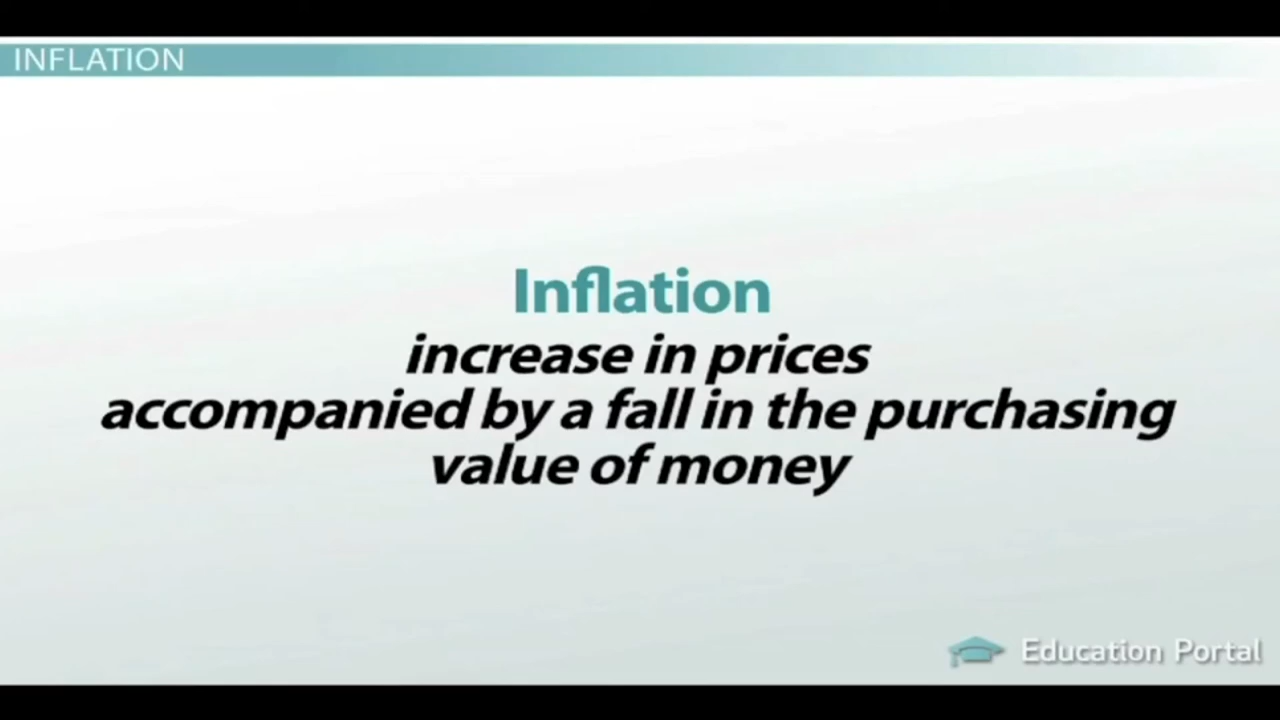 INFLATION
Inflation
increase in prices
accompanied by a fall in the purchasing
value of money
Education Portal